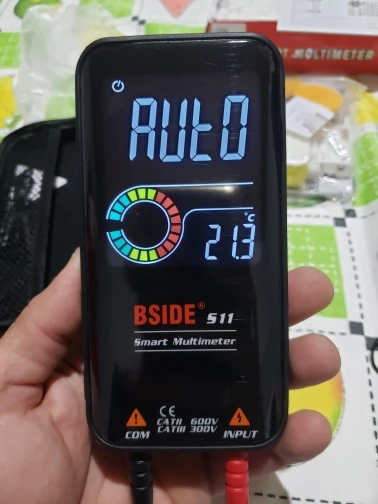 MULTIMETER
AUtO
°C
21.3
BSIDE® S11
Smart Multimeter
CE
CATII 600V
CATIII 300V
COM
INPUT